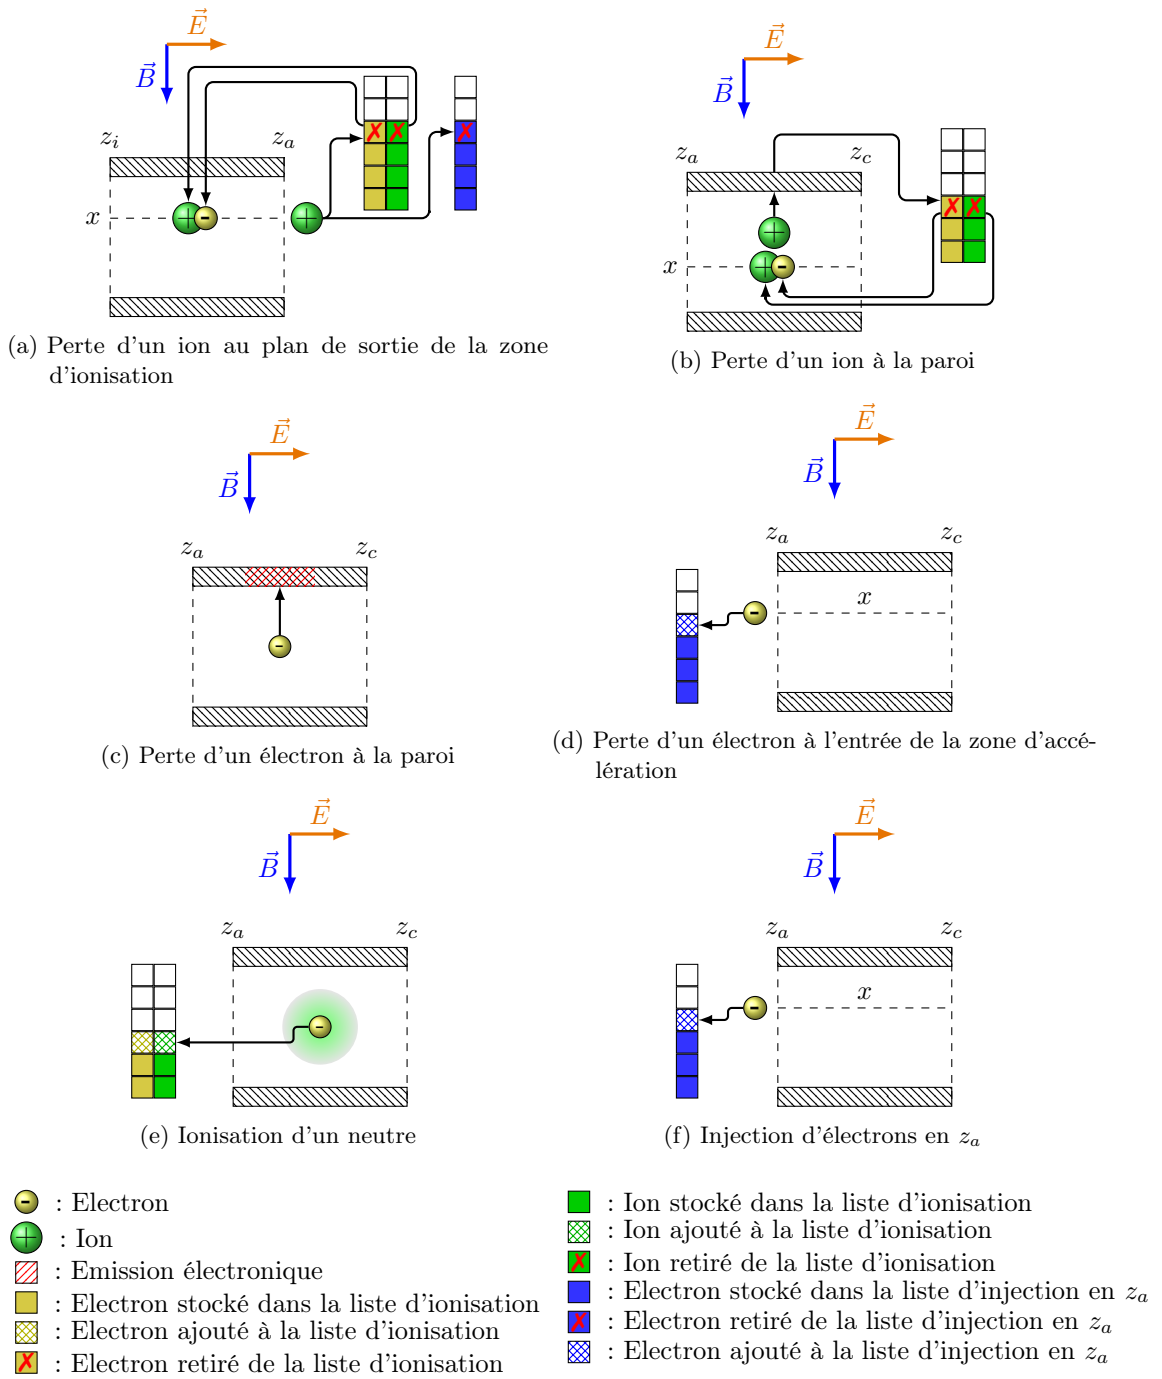 E⃗
B⃗
z_i z_a
x
(a) Perte d'un ion au plan de sortie de la zone
d'ionisation
E⃗
B⃗
z_a z_c
x
(b) Perte d'un ion à la paroi
E⃗
B⃗
z_a z_c
(c) Perte d'un électron à la paroi
E⃗
B⃗
z_a z_c
x
(d) Perte d'un électron à l'entrée de la zone d'accé-
lération
E⃗
B⃗
z_a z_c
(e) Ionisation d'un neutre
E⃗
B⃗
z_a z_c
x
(f) Injection d'électrons en z_a
: Electron
: Ion
: Emission électronique
: Electron stocké dans la liste d'ionisation
: Electron ajouté à la liste d'ionisation
: Electron retiré de la liste d'ionisation
: Ion stocké dans la liste d'ionisation
: Ion ajouté à la liste d'ionisation
: Ion retiré de la liste d'ionisation
: Electron stocké dans la liste d'injection en z_a
: Electron retiré de la liste d'injection en z_a
: Electron ajouté à la liste d'injection en z_a